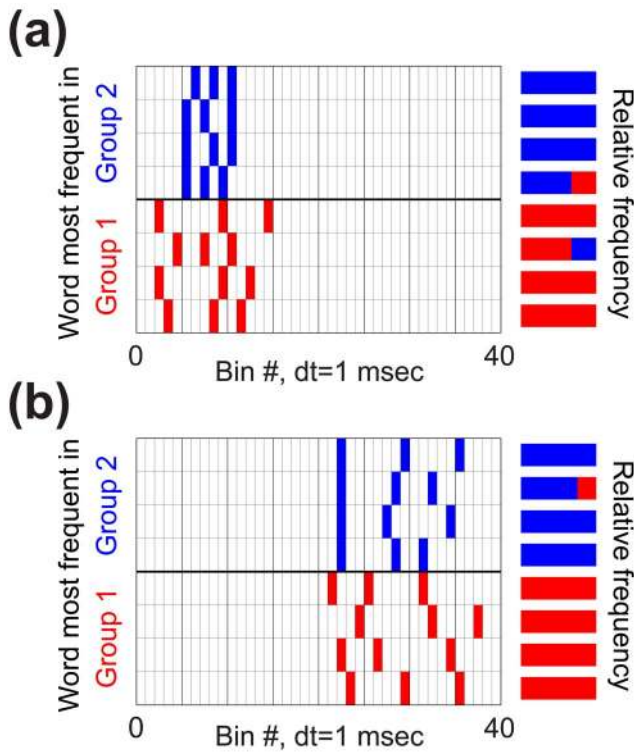 (a)
Word most frequent in
Group 2
Group 1
Relative frequency
0
40
Bin #, dt=1 msec
(b)
Word most frequent in
Group 2
Group 1
Relative frequency
0
40
Bin #, dt=1 msec